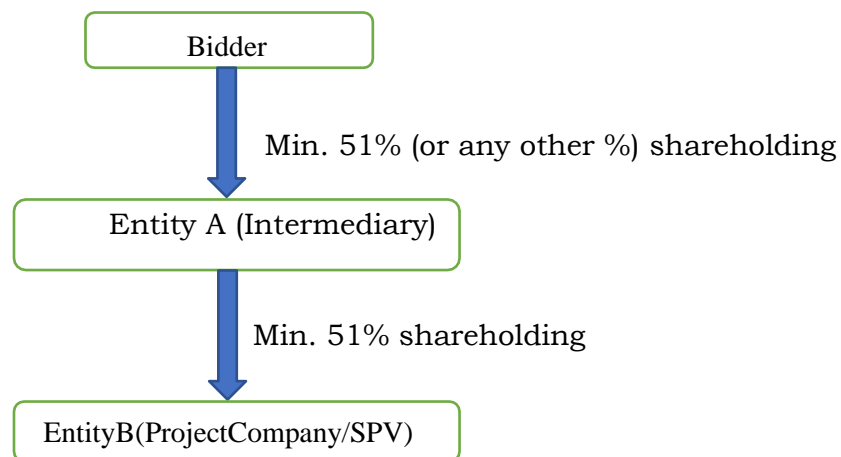 Bidder
Min. 51% (or any other %) shareholding
Entity A (Intermediary)
Min. 51% shareholding
EntityB(ProjectCompany/SPV)